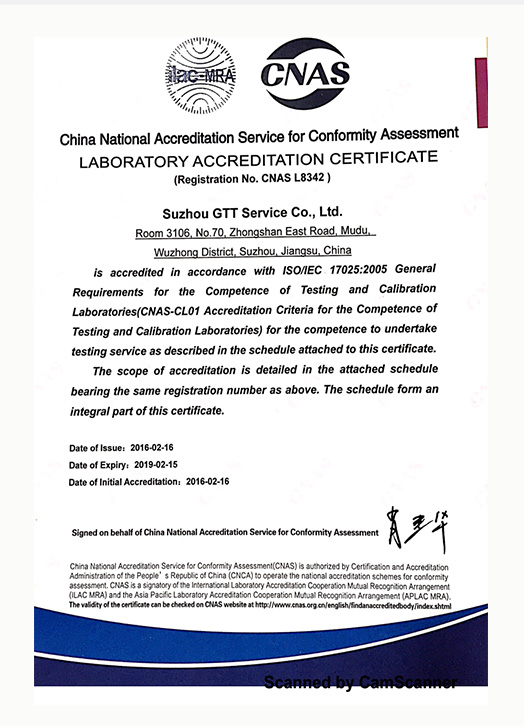 ilac-MRA
CNAS
China National Accreditation Service for Conformity Assessment
LABORATORY ACCREDITATION CERTIFICATE
(Registration No. CNAS L8342 )
Suzhou GTT Service Co., Ltd.
Room 3106, No.70, Zhongshan East Road, Mudu,
Wuzhong District, Suzhou, Jiangsu, China
is accredited in accordance with ISO/IEC 17025:2005 General
Requirements for the Competence of Testing and Calibration
Laboratories(CNAS-CL01 Accreditation Criteria for the Competence of
Testing and Calibration Laboratories) for the competence to undertake
testing service as described in the schedule attached to this certificate.
The scope of accreditation is detailed in the attached schedule
bearing the same registration number as above. The schedule form an
integral part of this certificate.
Date of Issue: 2016-02-16
Date of Expiry: 2019-02-15
Date of Initial Accreditation: 2016-02-16
Signed on behalf of China National Accreditation Service for Conformity Assessment
China National Accreditation Service for Conformity Assessment(CNAS) is authorized by Certification and Accreditation
Administration of the People's Republic of China (CNCA) to operate the national accreditation schemes for conformity
assessment. CNAS is a signatory of the International Laboratory Accreditation Cooperation Mutual Recognition Arrangement
(ILAC MRA) and the Asia Pacific Laboratory Accreditation Cooperation Mutual Recognition Arrangement (APLAC MRA).
The validity of the certificate can be checked on CNAS website at http://www.cnas.org.cn/english/findanaccreditedbody/index.shtml
Scanned by CamScanner